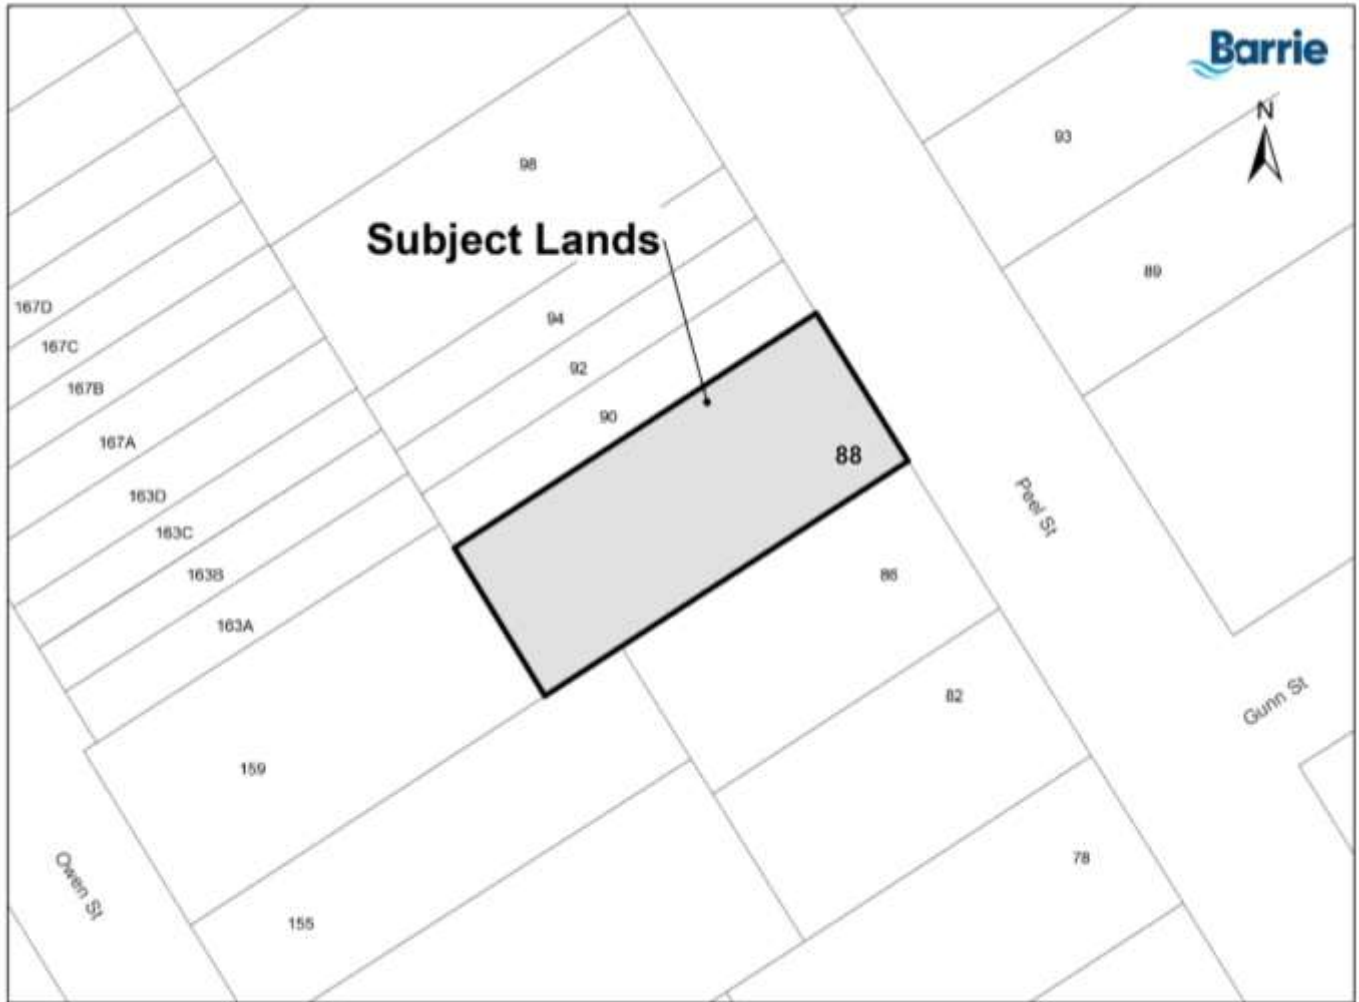 Barrie
N
93
98
Subject Lands
89
167D
94
167C
92
167B
90
167A
88
163D
Peel St
163C
163B
86
163A
82
Gunn St
159
78
Owen St
155